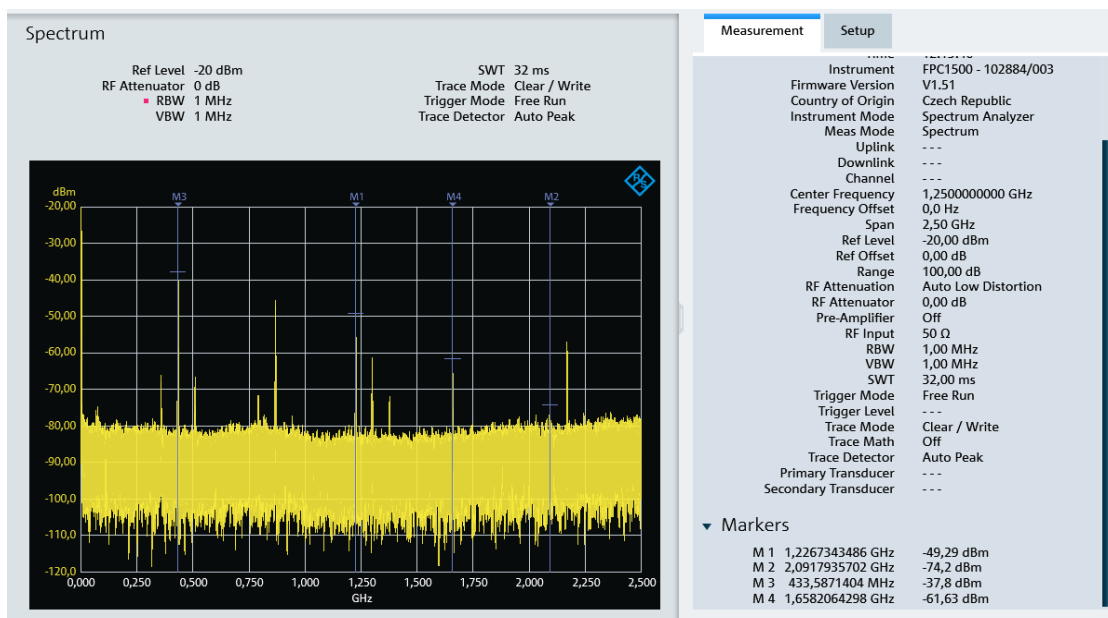 Spectrum
Ref Level -20 dBm
RF Attenuator 0 dB
RBW 1 MHz
VBW 1 MHz
SWT 32 ms
Trace Mode Clear / Write
Trigger Mode Free Run
Trace Detector Auto Peak
dBm
M3 M1 M4 M2
-20,00
-30,00
-40,00
-50,00
-60,00
-70,00
-80,00
-90,00
-100,0
-110,0
-120,0
0,000 0,250 0,500 0,750 1,000 1,250 1,500 1,750 2,000 2,250 2,500
GHz
R S
Measurement Setup
Instrument FPC1500 - 102884/003
Firmware Version V1.51
Country of Origin Czech Republic
Instrument Mode Spectrum Analyzer
Meas Mode Spectrum
Uplink - - -
Downlink - - -
Channel - - -
Center Frequency 1,2500000000 GHz
Frequency Offset 0,0 Hz
Span 2,50 GHz
Ref Level -20,00 dBm
Ref Offset 0,00 dB
Range 100,00 dB
RF Attenuation Auto Low Distortion
RF Attenuator 0,00 dB
Pre-Amplifier Off
RF Input 50 Ω
RBW 1,00 MHz
VBW 1,00 MHz
SWT 32,00 ms
Trigger Mode Free Run
Trigger Level - - -
Trace Mode Clear / Write
Trace Math Off
Trace Detector Auto Peak
Primary Transducer - - -
Secondary Transducer - - -
Markers
M 1 1,2267343486 GHz -49,29 dBm
M 2 2,0917935702 GHz -74,2 dBm
M 3 433,5871404 MHz -37,8 dBm
M 4 1,6582064298 GHz -61,63 dBm